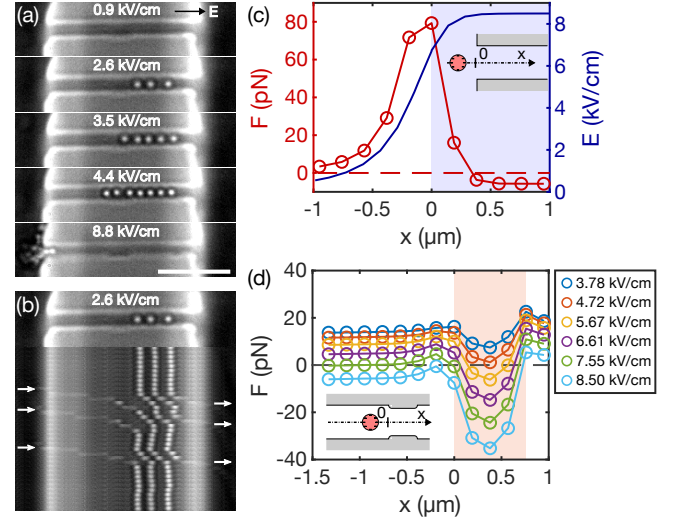 (a)
0.9 kV/cm
E
2.6 kV/cm
3.5 kV/cm
4.4 kV/cm
8.8 kV/cm
(b)
2.6 kV/cm
(c)
F (pN)
80
60
40
20
0
E (kV/cm)
8
6
4
2
0
0
x
-1
-0.5
0
0.5
1
x (µm)
(d)
F (pN)
40
20
0
-20
-40
0
x
-1.5
-1
-0.5
0
0.5
1
x (µm)
3.78 kV/cm
4.72 kV/cm
5.67 kV/cm
6.61 kV/cm
7.55 kV/cm
8.50 kV/cm